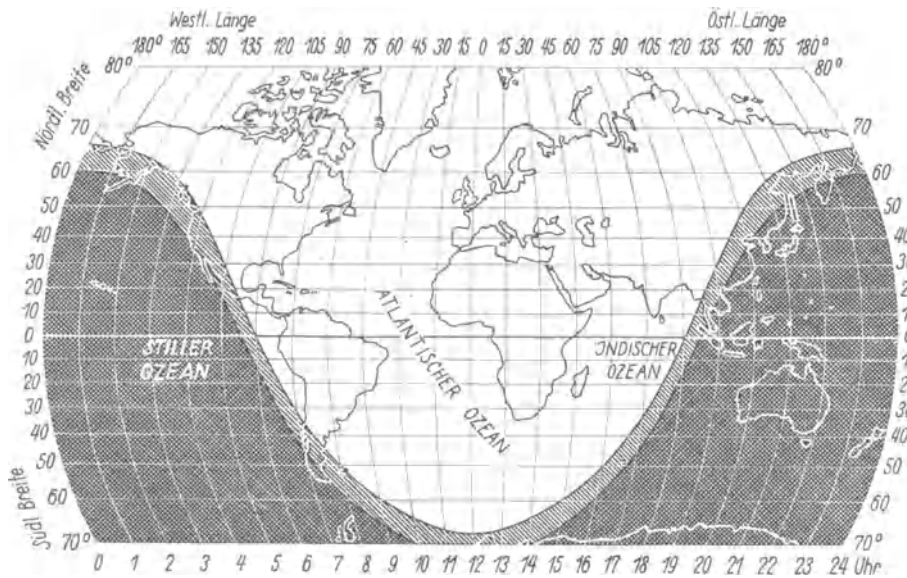 Westl. Länge
Östl. Länge
180° 165 150 135 120 105 90 75 60 45 30 15 0 15 30 45 60 75 90 105 120 135 150 165 180°
80° 80°
Nördl. Breite
70 70
60 60
50 50
40 40
30 30
20 20
10 10
0 0
10 10
20 20
30 30
40 40
50 50
60 60
70° 70°
Südl Breite
STILLER
OZEAN
ATLANTISCHER OZEAN
JNDISCHER
OZEAN
0 1 2 3 4 5 6 7 8 9 10 11 12 13 14 15 16 17 18 19 20 21 22 23 24 Uhr